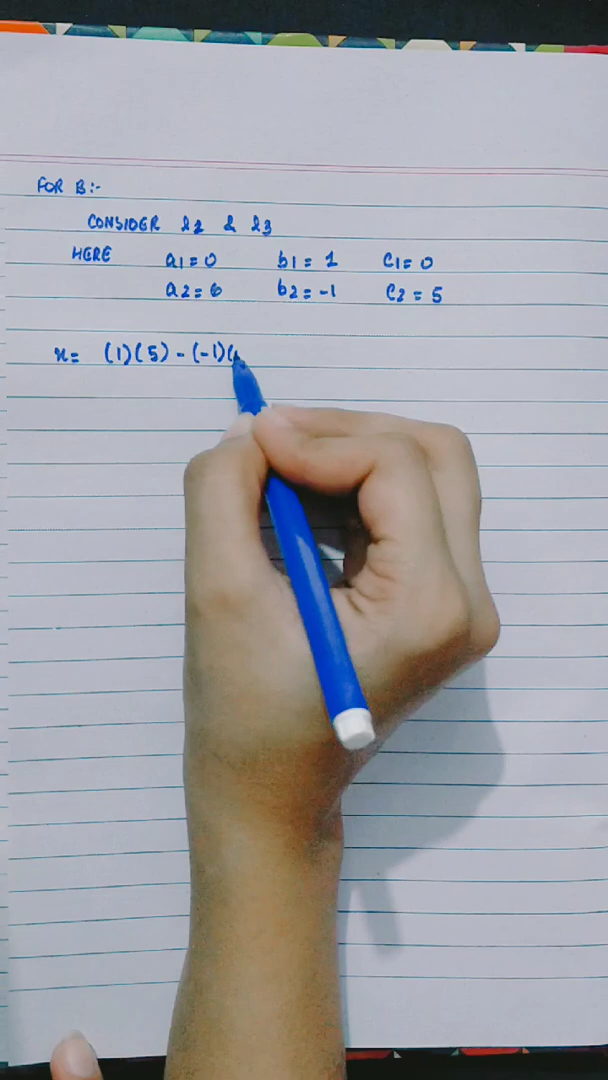 FOR B:-
CONSIDER l2 & l3
HERE a1=0 b1= 1 C1=0
a2=6 b2=-1 C2 = 5
x= (1)(5) - (-1)(